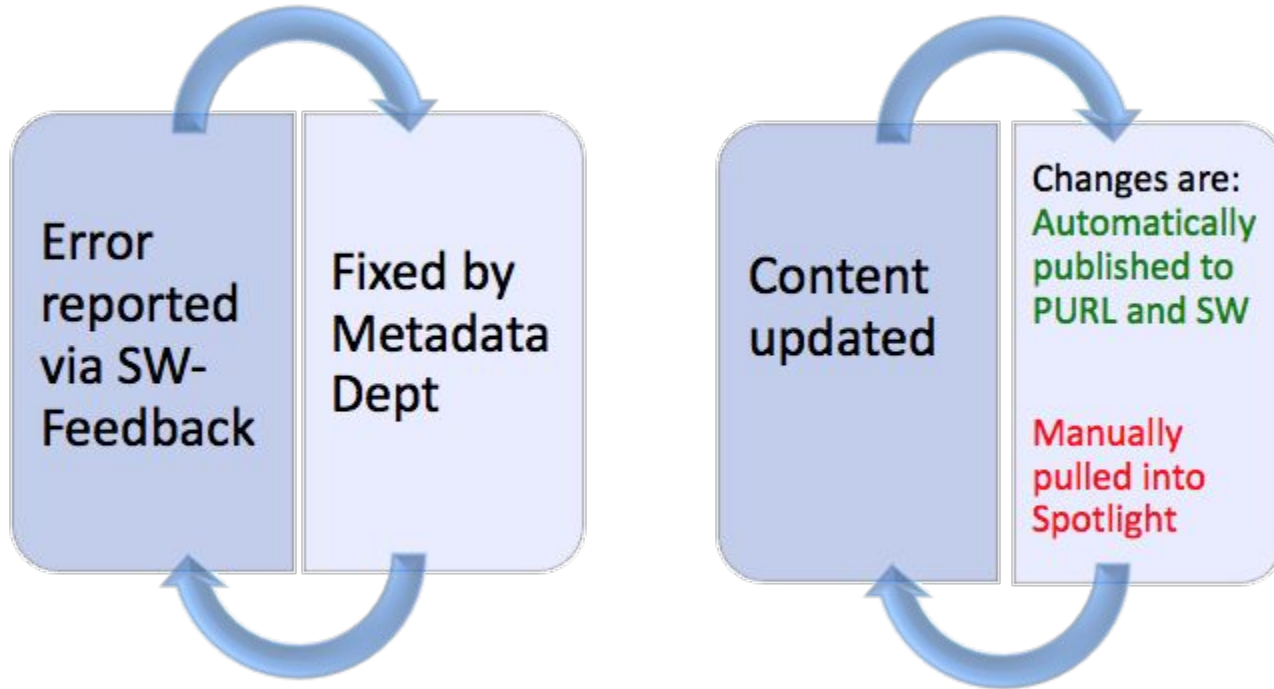 Error
reported
via SW-
Feedback
Fixed by
Metadata
Dept
Content
updated
Changes are:
Automatically
published to
PURL and SW
Manually
pulled into
Spotlight